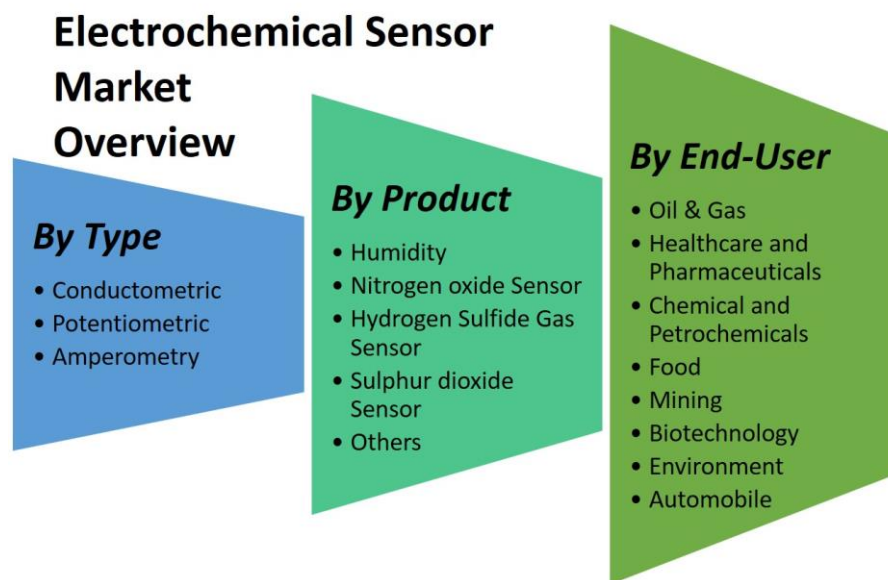 Electrochemical Sensor
Market
Overview
By Type
• Conductometric
• Potentiometric
• Amperometry
By Product
• Humidity
• Nitrogen oxide Sensor
• Hydrogen Sulfide Gas
Sensor
• Sulphur dioxide
Sensor
• Others
By End-User
• Oil & Gas
• Healthcare and
Pharmaceuticals
• Chemical and
Petrochemicals
• Food
• Mining
• Biotechnology
• Environment
• Automobile